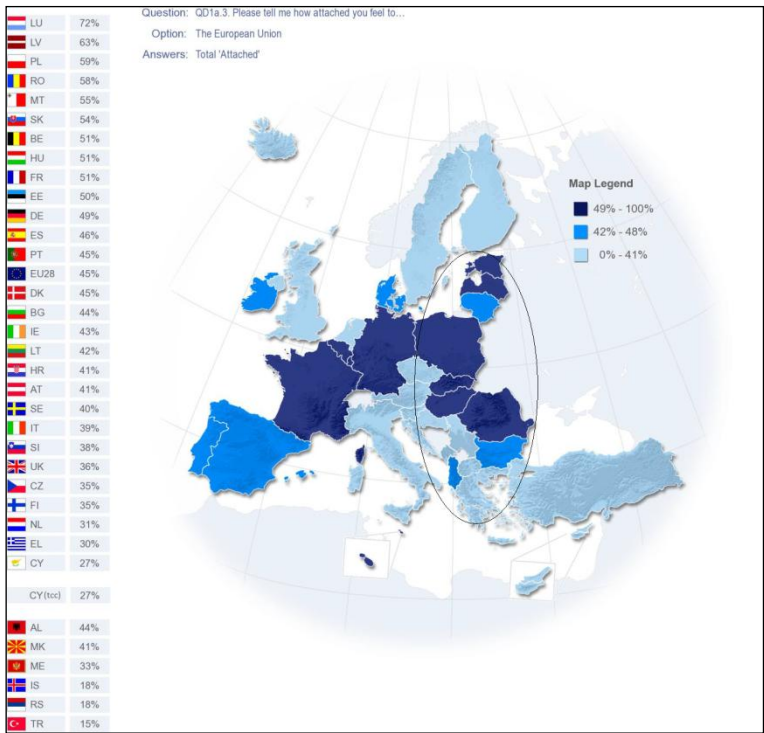 Question: QD1a.3. Please tell me how attached you feel to...
Option: The European Union
Answers: Total 'Attached'
LU 72%
LV 63%
PL 59%
RO 58%
MT 55%
SK 54%
BE 51%
HU 51%
FR 51%
EE 50%
DE 49%
ES 46%
PT 45%
EU28 45%
DK 45%
BG 44%
IE 43%
LT 42%
HR 41%
AT 41%
SE 40%
IT 39%
SI 38%
UK 36%
CZ 35%
FI 35%
NL 31%
EL 30%
CY 27%
CY(tcc) 27%
AL 44%
MK 41%
ME 33%
IS 18%
RS 18%
TR 15%
Map Legend
49% - 100%
42% - 48%
0% - 41%